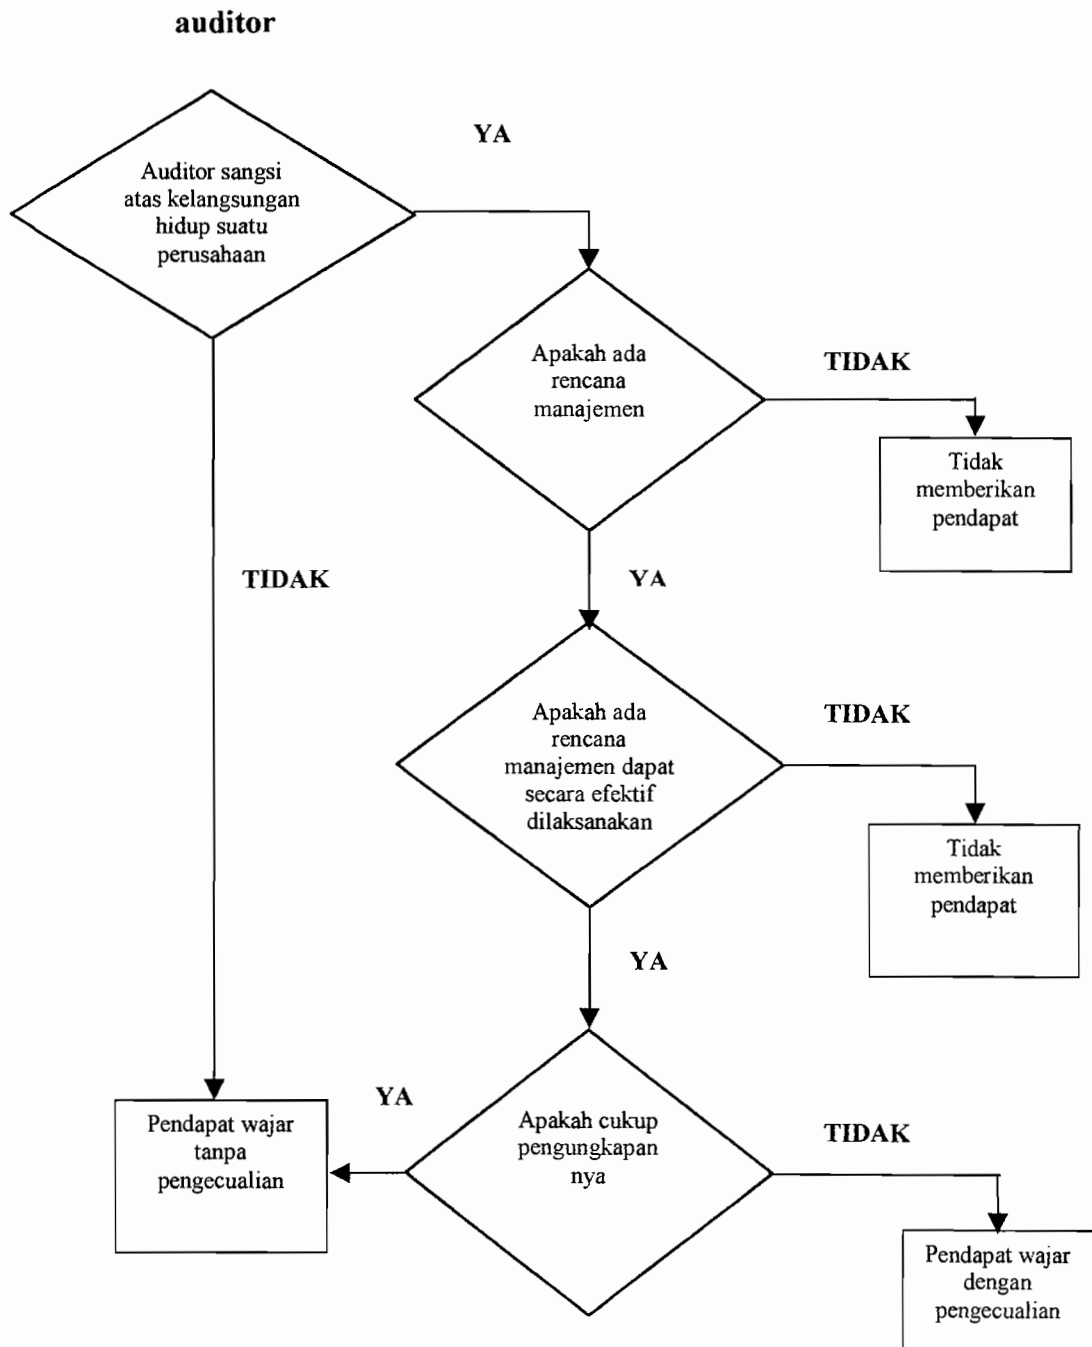 auditor
YA
Auditor sangsi
atas kelangsungan
hidup suatu
perusahaan
Apakah ada
rencana
manajemen
TIDAK
Tidak
memberikan
pendapat
TIDAK
YA
Apakah ada
rencana
manajemen dapat
secara efektif
dilaksanakan
TIDAK
Tidak
memberikan
pendapat
YA
YA
Pendapat wajar
tanpa
pengecualian
Apakah cukup
pengungkapan
nya
TIDAK
Pendapat wajar
dengan
pengecualian